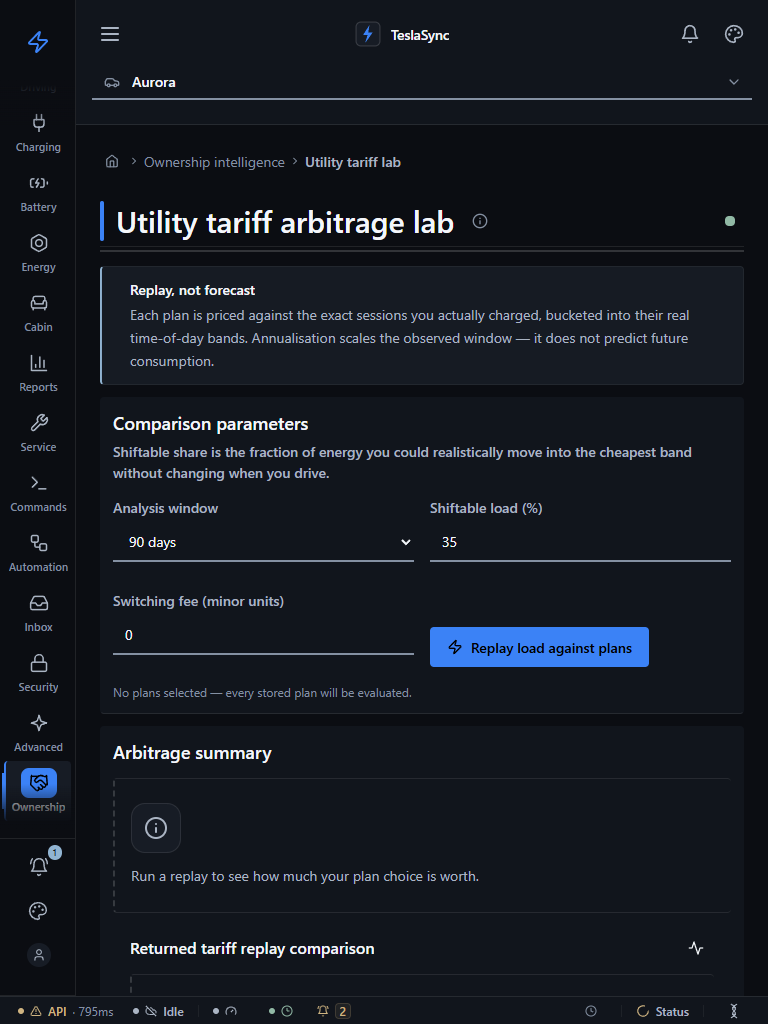 TeslaSync
Aurora
Charging
Battery
Energy
Cabin
Reports
Service
Commands
Automation
Inbox
Security
Advanced
Ownership
1
Ownership intelligence
Utility tariff lab
Utility tariff arbitrage lab
Replay, not forecast
Each plan is priced against the exact sessions you actually charged, bucketed into their real
time-of-day bands. Annualisation scales the observed window — it does not predict future
consumption.
Comparison parameters
Shiftable share is the fraction of energy you could realistically move into the cheapest band
without changing when you drive.
Analysis window
Shiftable load (%)
90 days
35
Switching fee (minor units)
0
Replay load against plans
No plans selected — every stored plan will be evaluated.
Arbitrage summary
Run a replay to see how much your plan choice is worth.
Returned tariff replay comparison
API · 795ms
Idle
2
Status